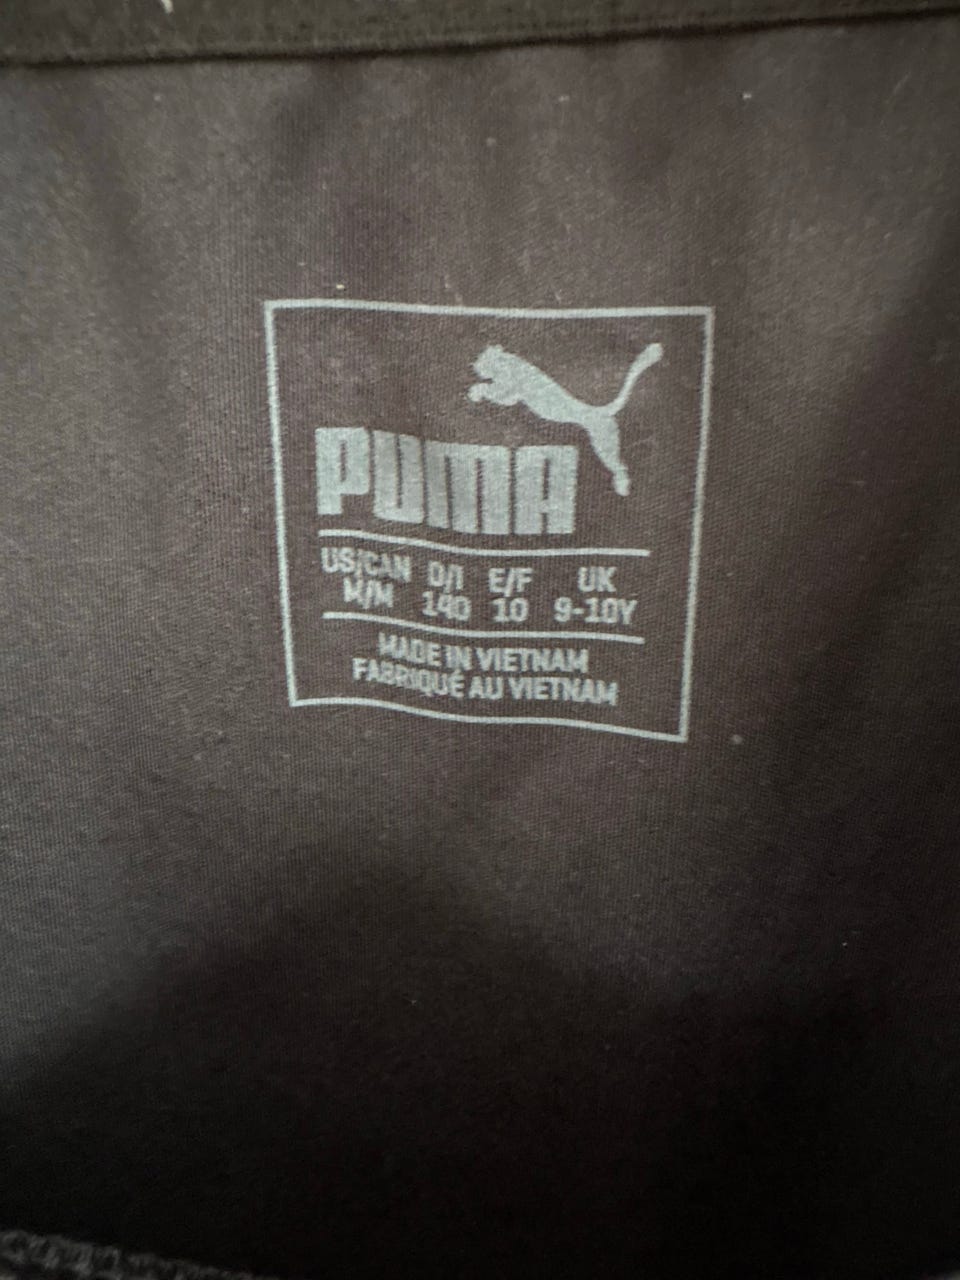 PUMA
US/CAN D/I E/F UK
M/M 140 10 9-10Y
MADE IN VIETNAM
FABRIQUÉ AU VIETNAM